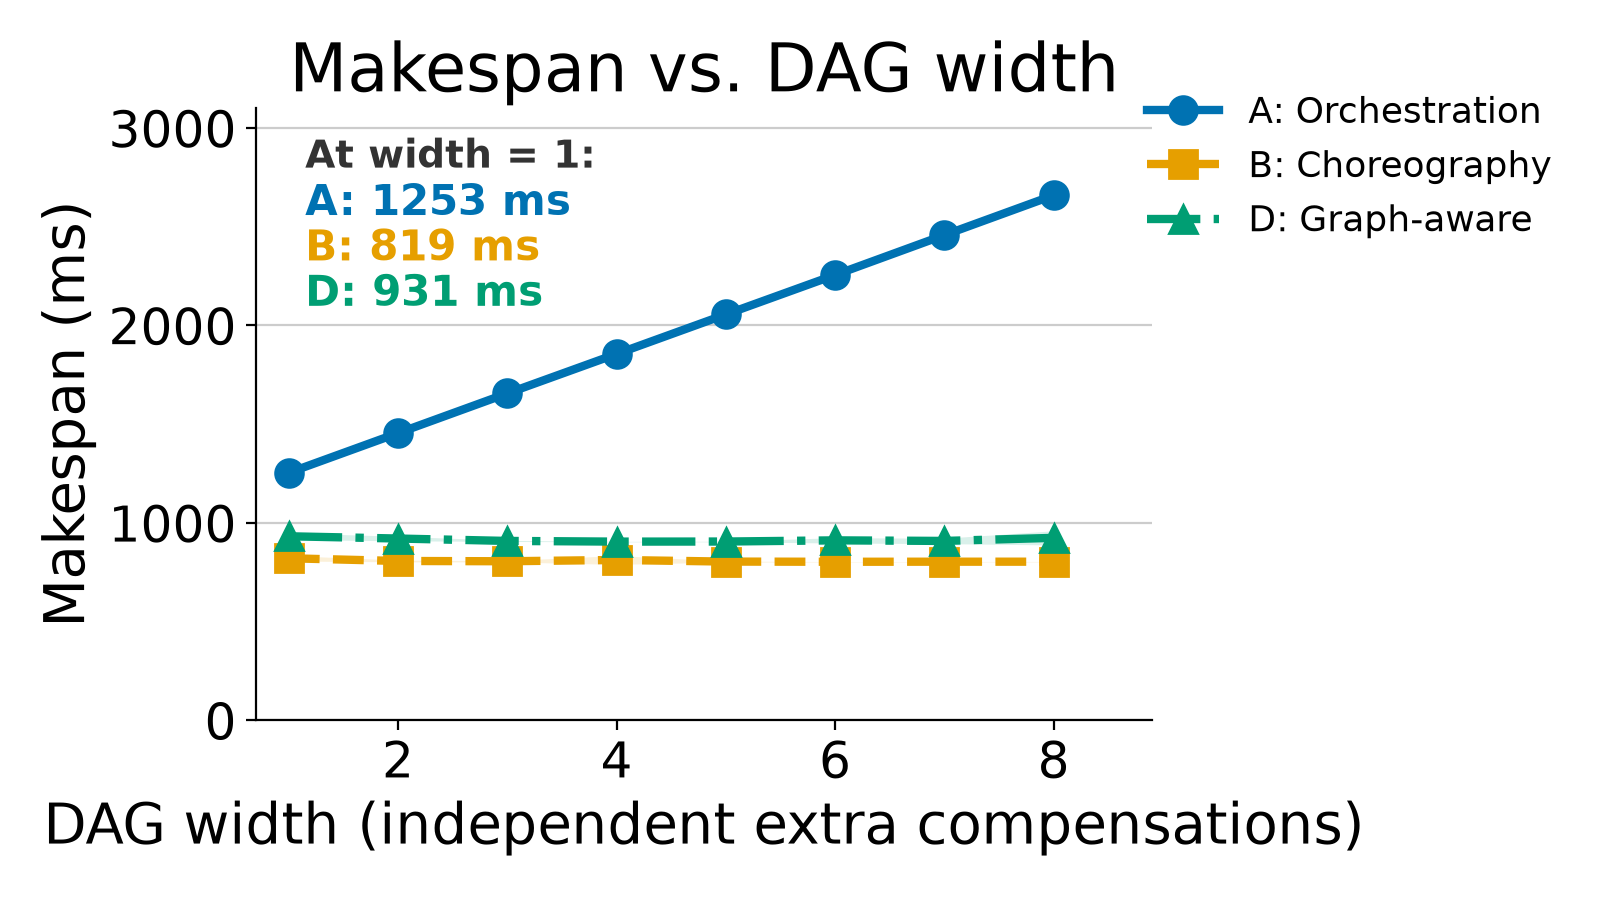 Makespan vs. DAG width
A: Orchestration
B: Choreography
D: Graph-aware
At width = 1:
A: 1253 ms
B: 819 ms
D: 931 ms
Makespan (ms)
3000
2000
1000
0
2 4 6 8
DAG width (independent extra compensations)